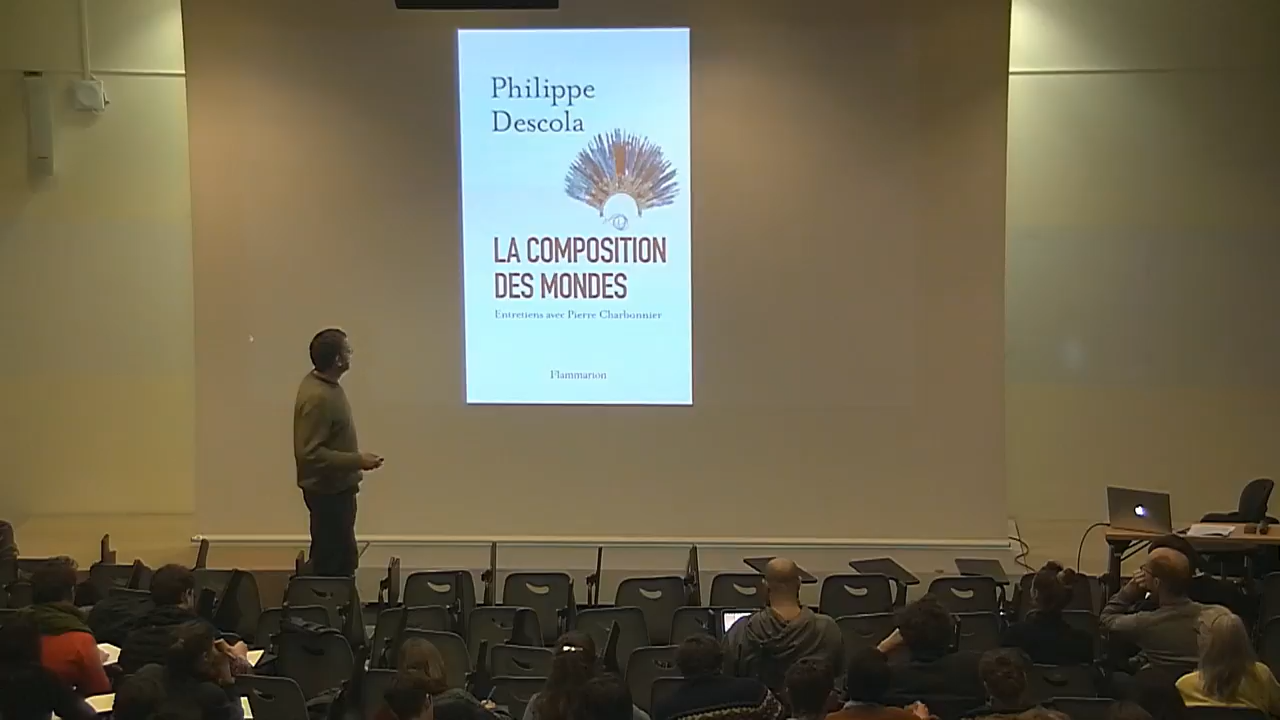 Philippe
Descola
LA COMPOSITION
DES MONDES
Entretiens avec Pierre Charbonnier
Flammarion